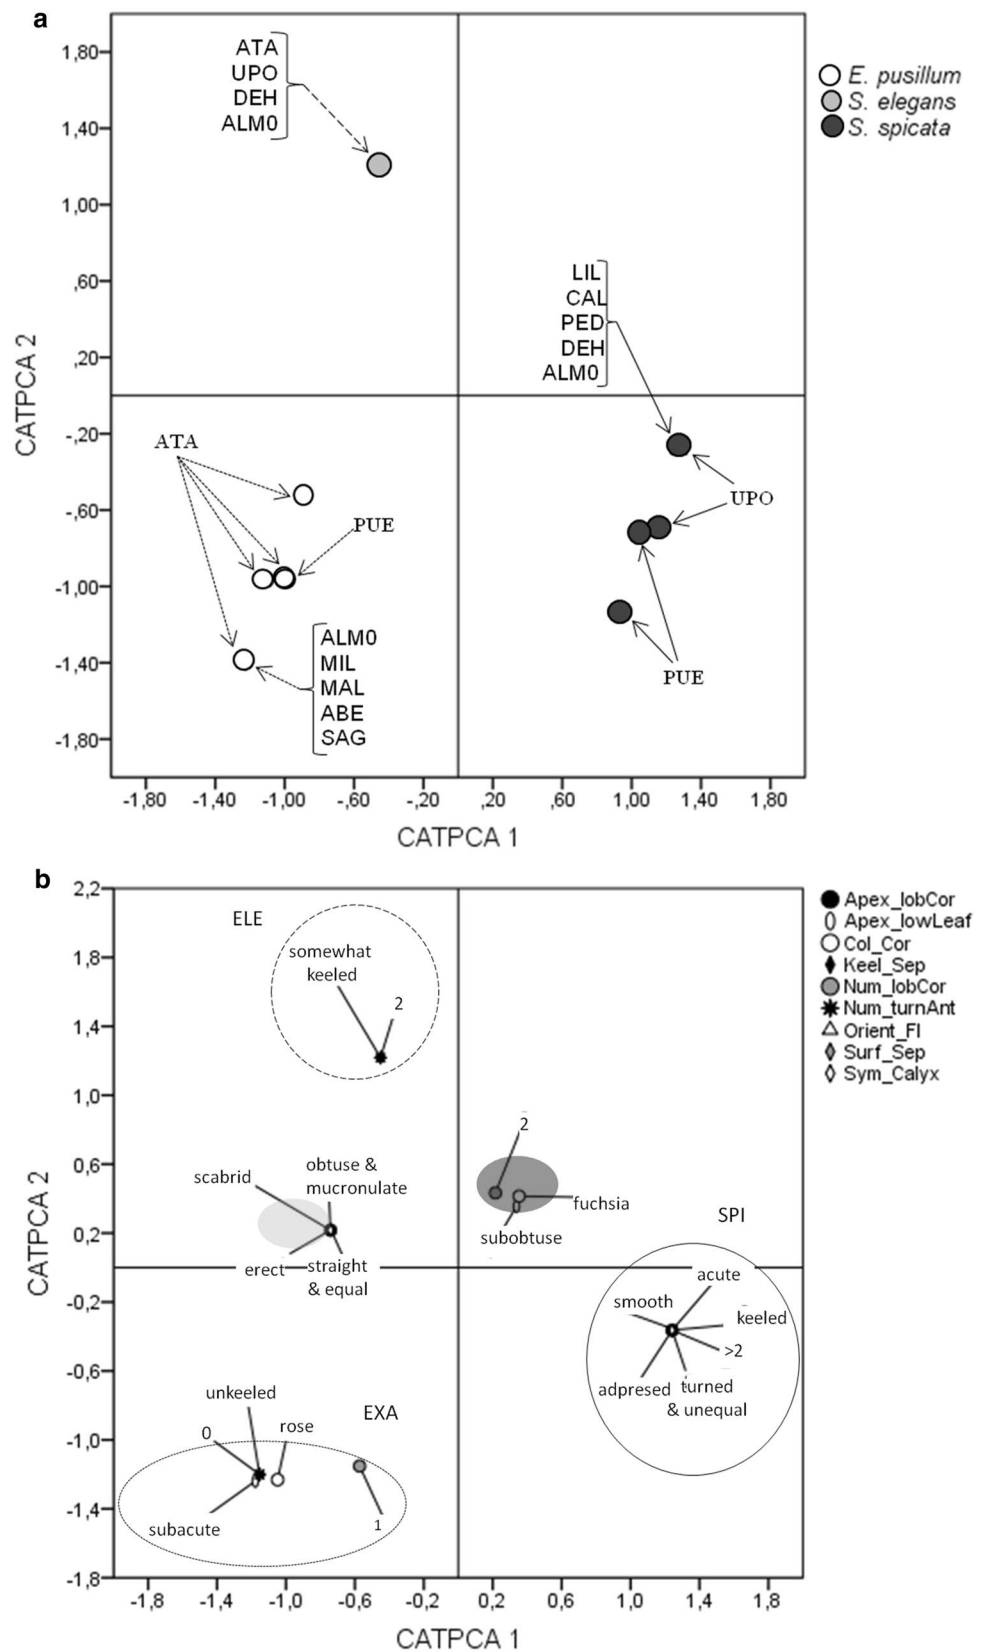 a
ATA
UPO
DEH
ALM0
E. pusillum
S. elegans
S. spicata
LIL
CAL
PED
DEH
ALM0
ATA
PUE
UPO
ALM0
MIL
MAL
ABE
SAG
PUE
1,80
1,40
1,00
,60
,20
-,20
-,60
-1,00
-1,40
-1,80
CATPCA 2
-1,80 -1,40 -1,00 -,60 -,20 ,20 ,60 1,00 1,40 1,80
CATPCA 1
b
ELE
somewhat
keeled
2
Apex_lobCor
Apex_lowLeaf
Col_Cor
Keel_Sep
Num_lobCor
Num_turnAnt
Orient_Fl
Surf_Sep
Sym_Calyx
2
scabrid
obtuse &
mucronulate
fuchsia
subobtuse
SPI
erect
straight
& equal
acute
smooth
keeled
>2
adpresed
turned
& unequal
unkeeled
EXA
0
rose
subacute
1
2,2
1,8
1,4
1,0
0,6
0,2
-0,2
-0,6
-1,0
-1,4
-1,8
CATPCA 2
-1,8 -1,4 -1,0 -0,6 -0,2 0,2 0,6 1,0 1,4 1,8
CATPCA 1